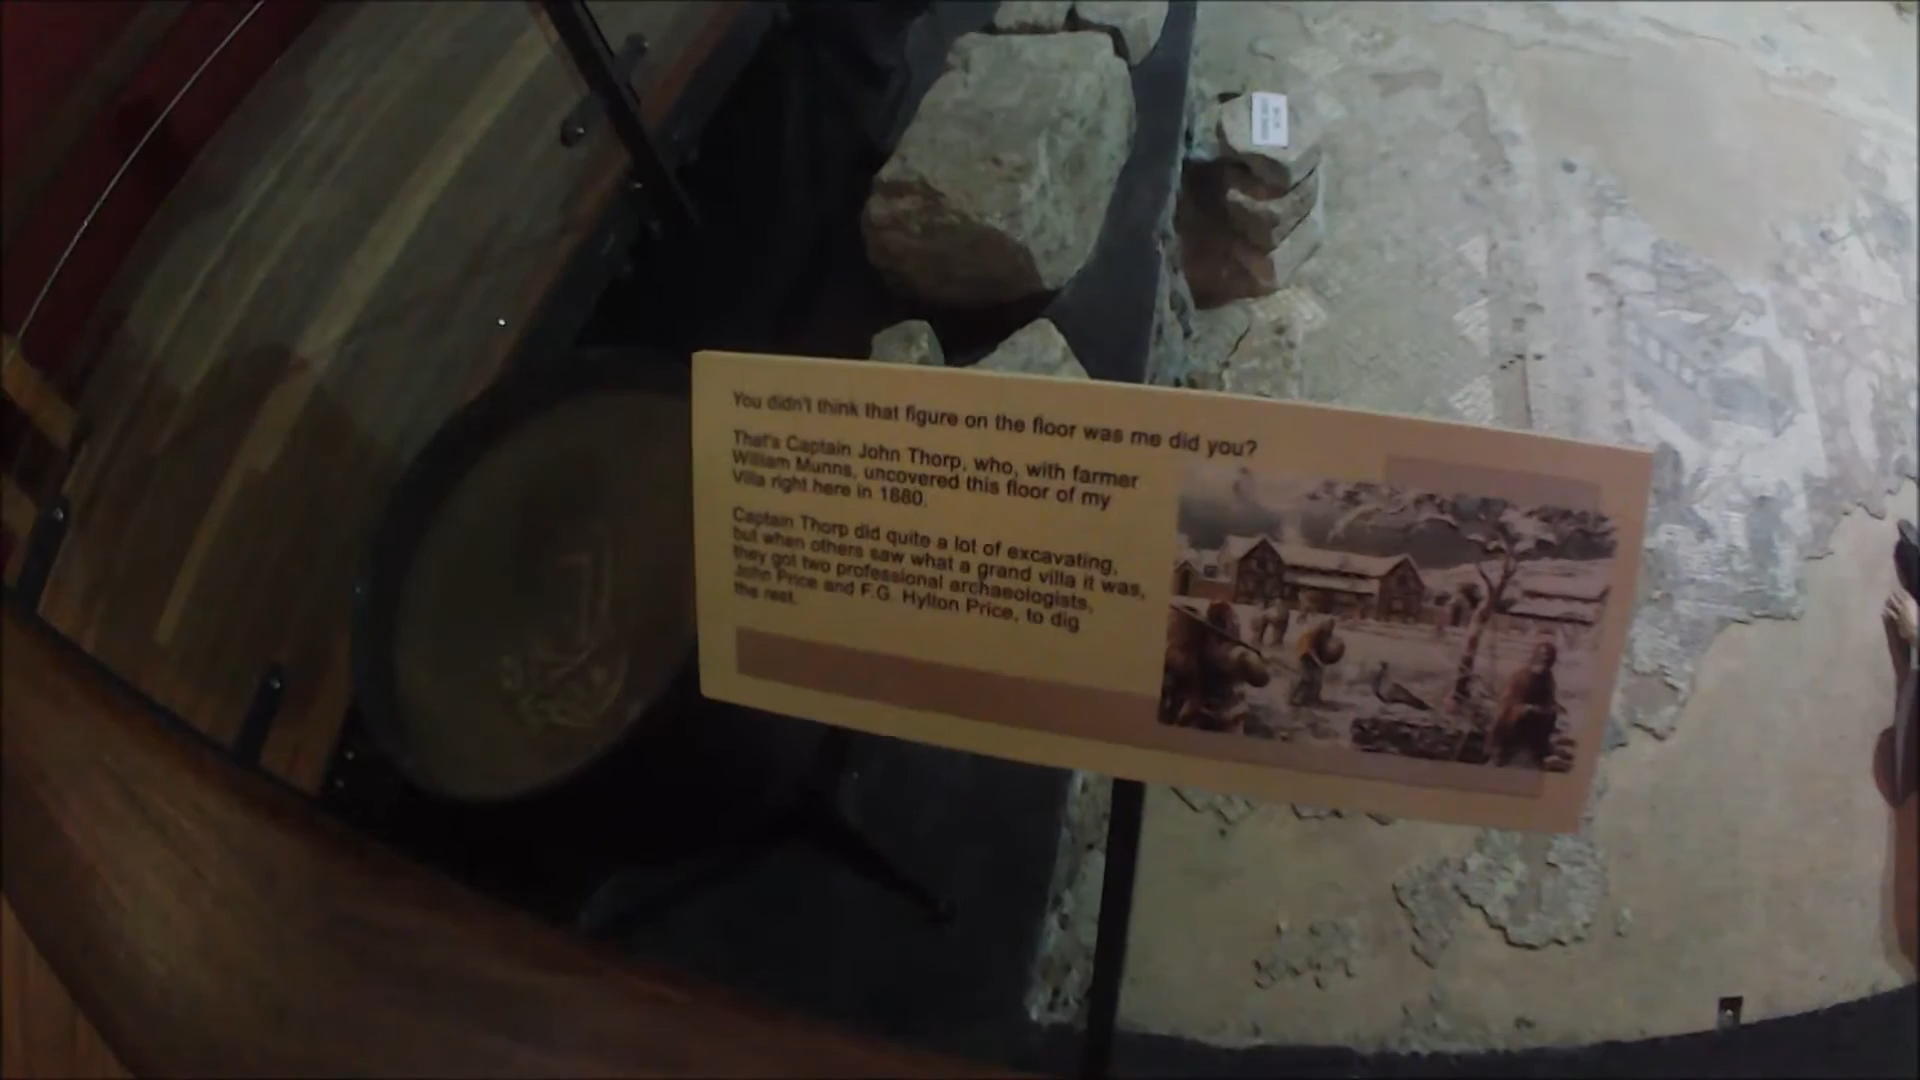 You didn't think that figure on the floor was me did you?
That's Captain John Thorp, who, with farmer
William Munns, uncovered this floor of my
Villa right here in 1880.
Captain Thorp did quite a lot of excavating,
but when others saw what a grand villa it was,
they got two professional archaeologists,
John Price and F.G. Hylton Price, to dig
the rest.